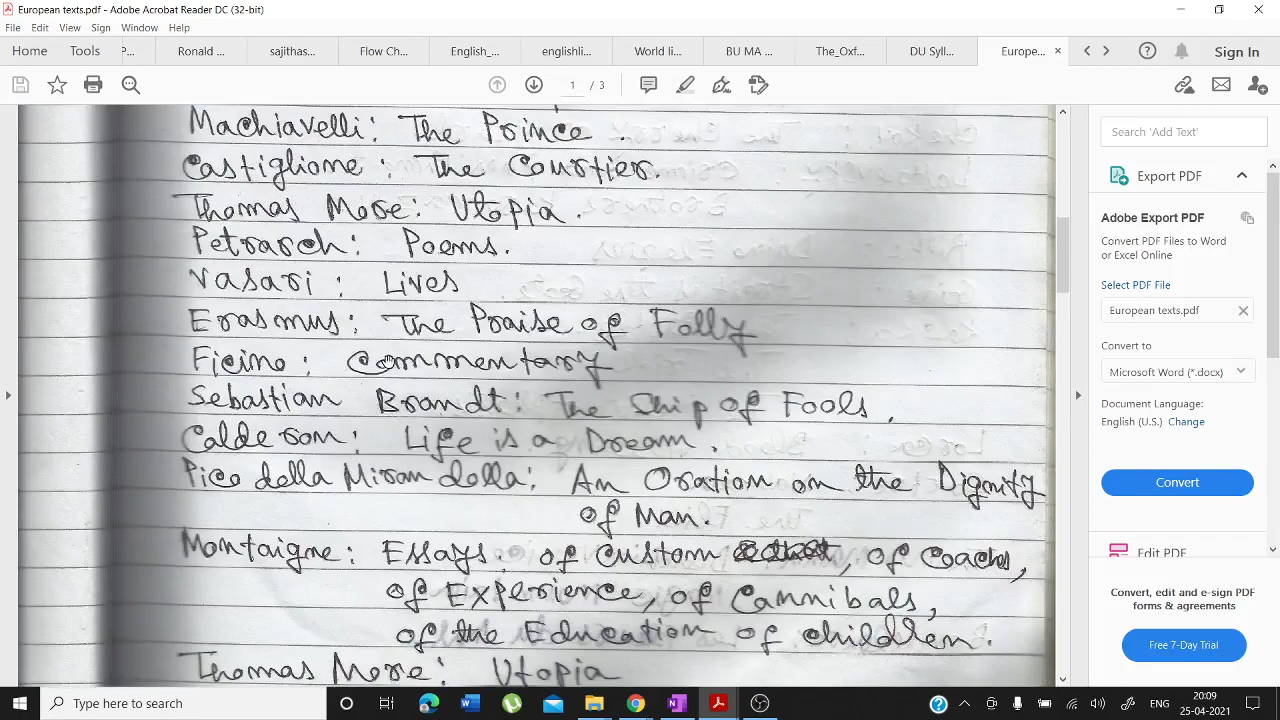 European texts.pdf - Adobe Acrobat Reader DC (32-bit)
File Edit View Sign Window Help
Home Tools P... Ronald ... sajithas... Flow Ch... English_... englishli... World li... BU MA ... The_Oxf... DU Syll... Europe... × Sign In
1 / 3
Machiavelli: The Prince.
Castiglione: The Courtier.
Thomas More: Utopia.
Petrarch: Poems.
Vasari: Lives
Erasmus: The Praise of Folly
Ficino: Commentary
Sebastian Brandt: The Ship of Fools.
Calderon: Life is a Dream.
Pico della Mirandolla: An Oration on the Dignity
of Man.
Montaigne: Essays. of custom, of Coaches,
of Experience, of Cannibals,
of the Education of children.
Thomas More: Utopia
Search 'Add Text'
Export PDF
Adobe Export PDF
Convert PDF Files to Word
or Excel Online
Select PDF File
European texts.pdf
Convert to
Microsoft Word (*.docx)
Document Language:
English (U.S.) Change
Convert
Edit PDF
Convert, edit and e-sign PDF
forms & agreements
Free 7-Day Trial
Type here to search
ENG
20:09
25-04-2021